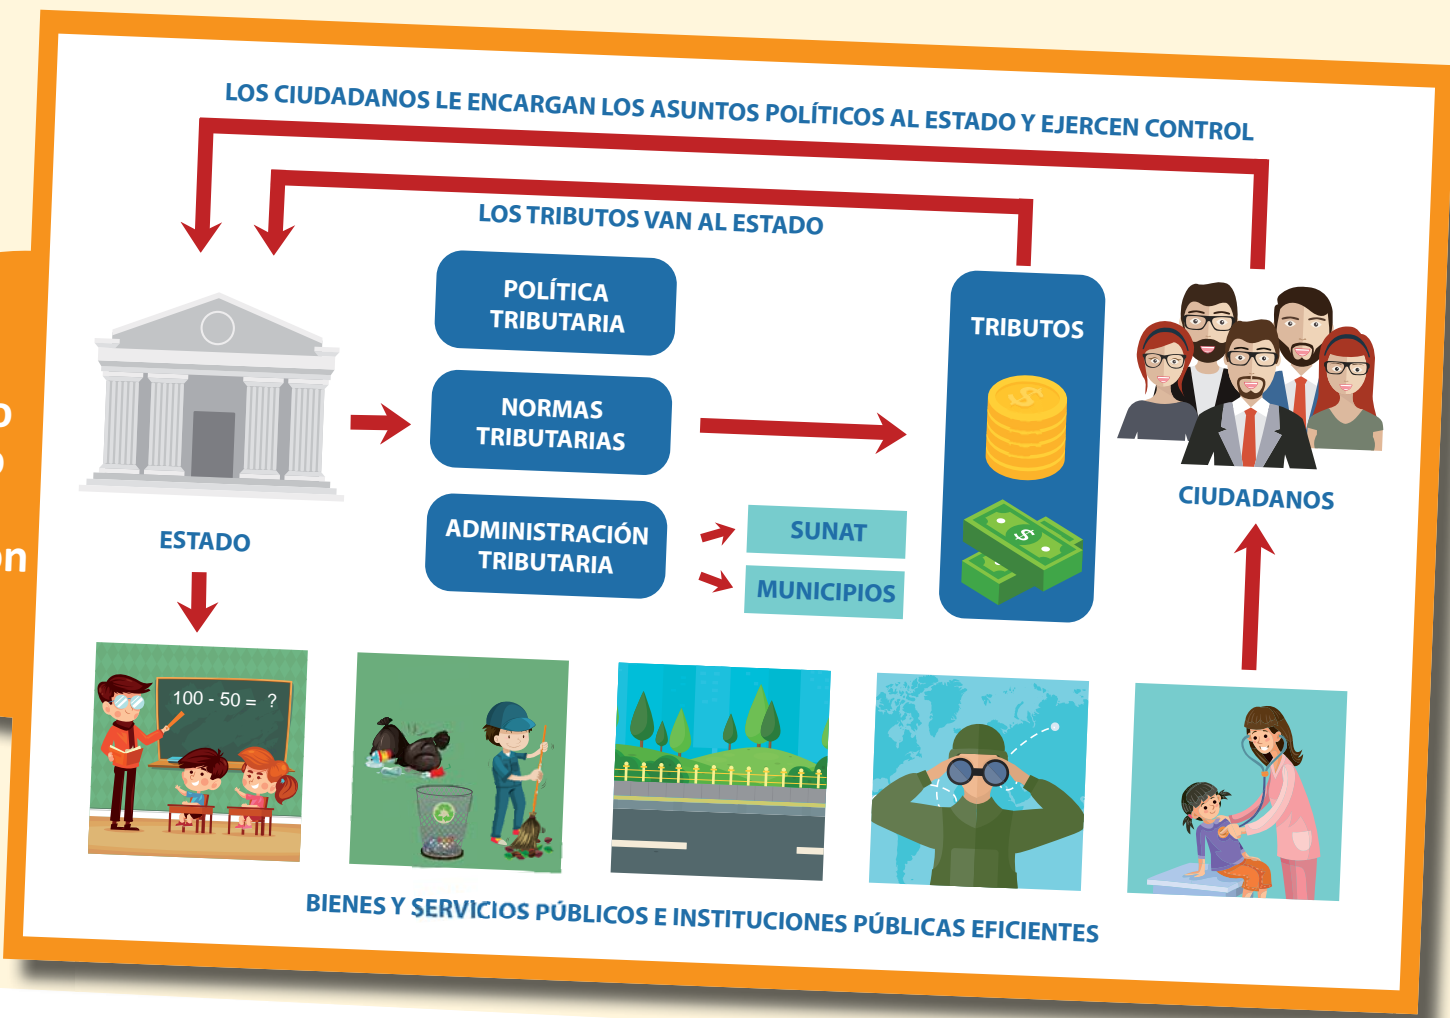 LOS CIUDADANOS LE ENCARGAN LOS ASUNTOS POLÍTICOS AL ESTADO Y EJERCEN CONTROL
LOS TRIBUTOS VAN AL ESTADO
POLÍTICA
TRIBUTARIA
NORMAS
TRIBUTARIAS
ADMINISTRACIÓN
TRIBUTARIA
SUNAT
MUNICIPIOS
TRIBUTOS
CIUDADANOS
ESTADO
100 - 50 = ?
BIENES Y SERVICIOS PÚBLICOS E INSTITUCIONES PÚBLICAS EFICIENTES